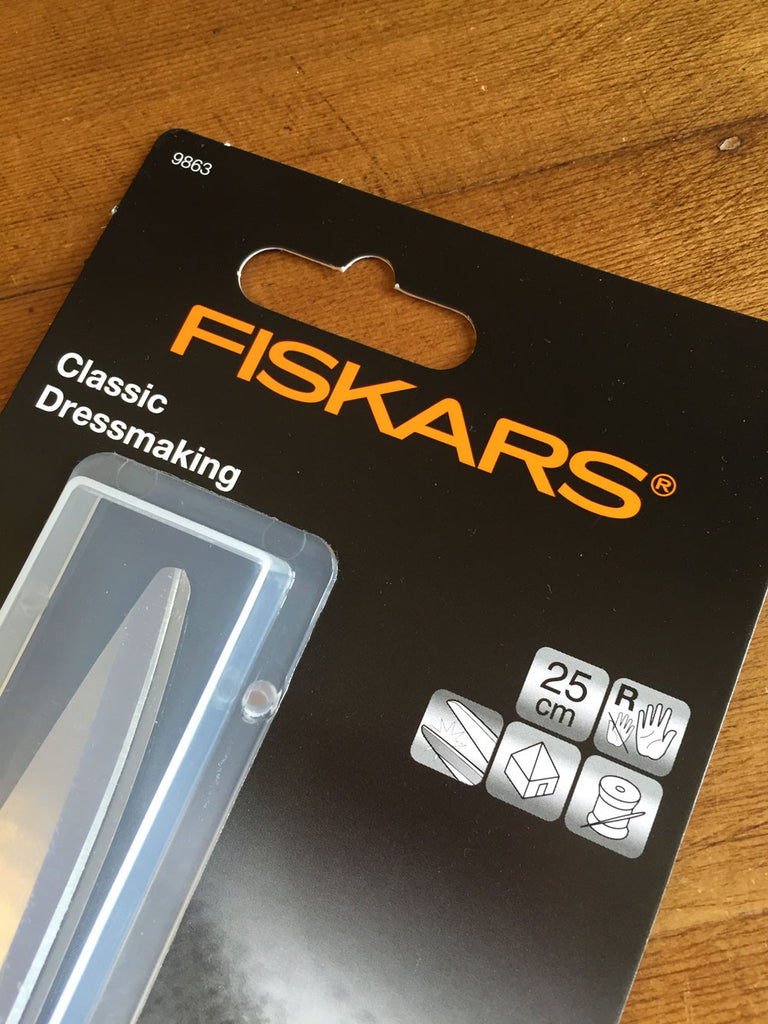 9863
FISKARS®
Classic
Dressmaking
25
cm
R